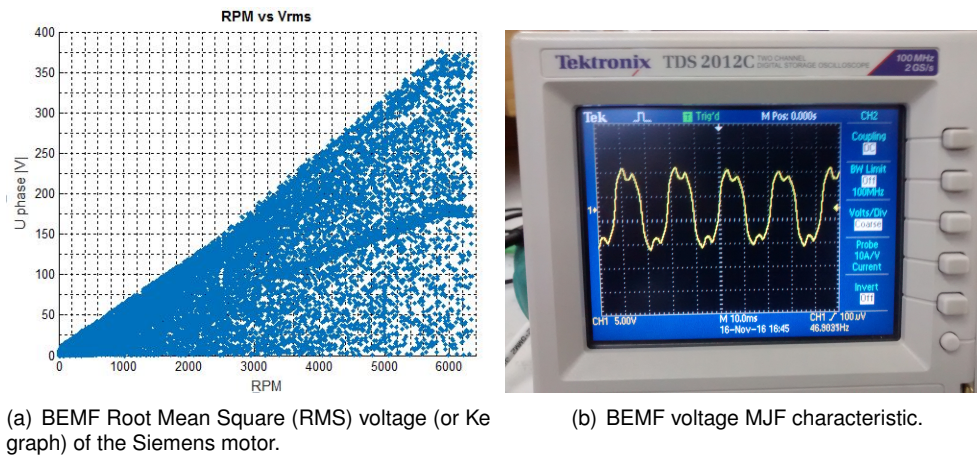 RPM vs Vrms
400
350
300
250
200
150
100
50
0
U phase |V|
0 1000 2000 3000 4000 5000 6000
RPM
Tektronix TDS 2012C TWO CHANNEL DIGITAL STORAGE OSCILLOSCOPE 100 MHz 2 GS/s
Tek T Trig'd M Pos: 0.000s CH2
Coupling
DC
BW Limit
Off
100MHz
Volts/Div
Coarse
Probe
10A/V
Current
Invert
Off
1+
CH1 5.00V M 10.0ms CH1 / 100uV
16-Nov-16 16:45 46.9035Hz
(a) BEMF Root Mean Square (RMS) voltage (or Ke
graph) of the Siemens motor.
(b) BEMF voltage MJF characteristic.